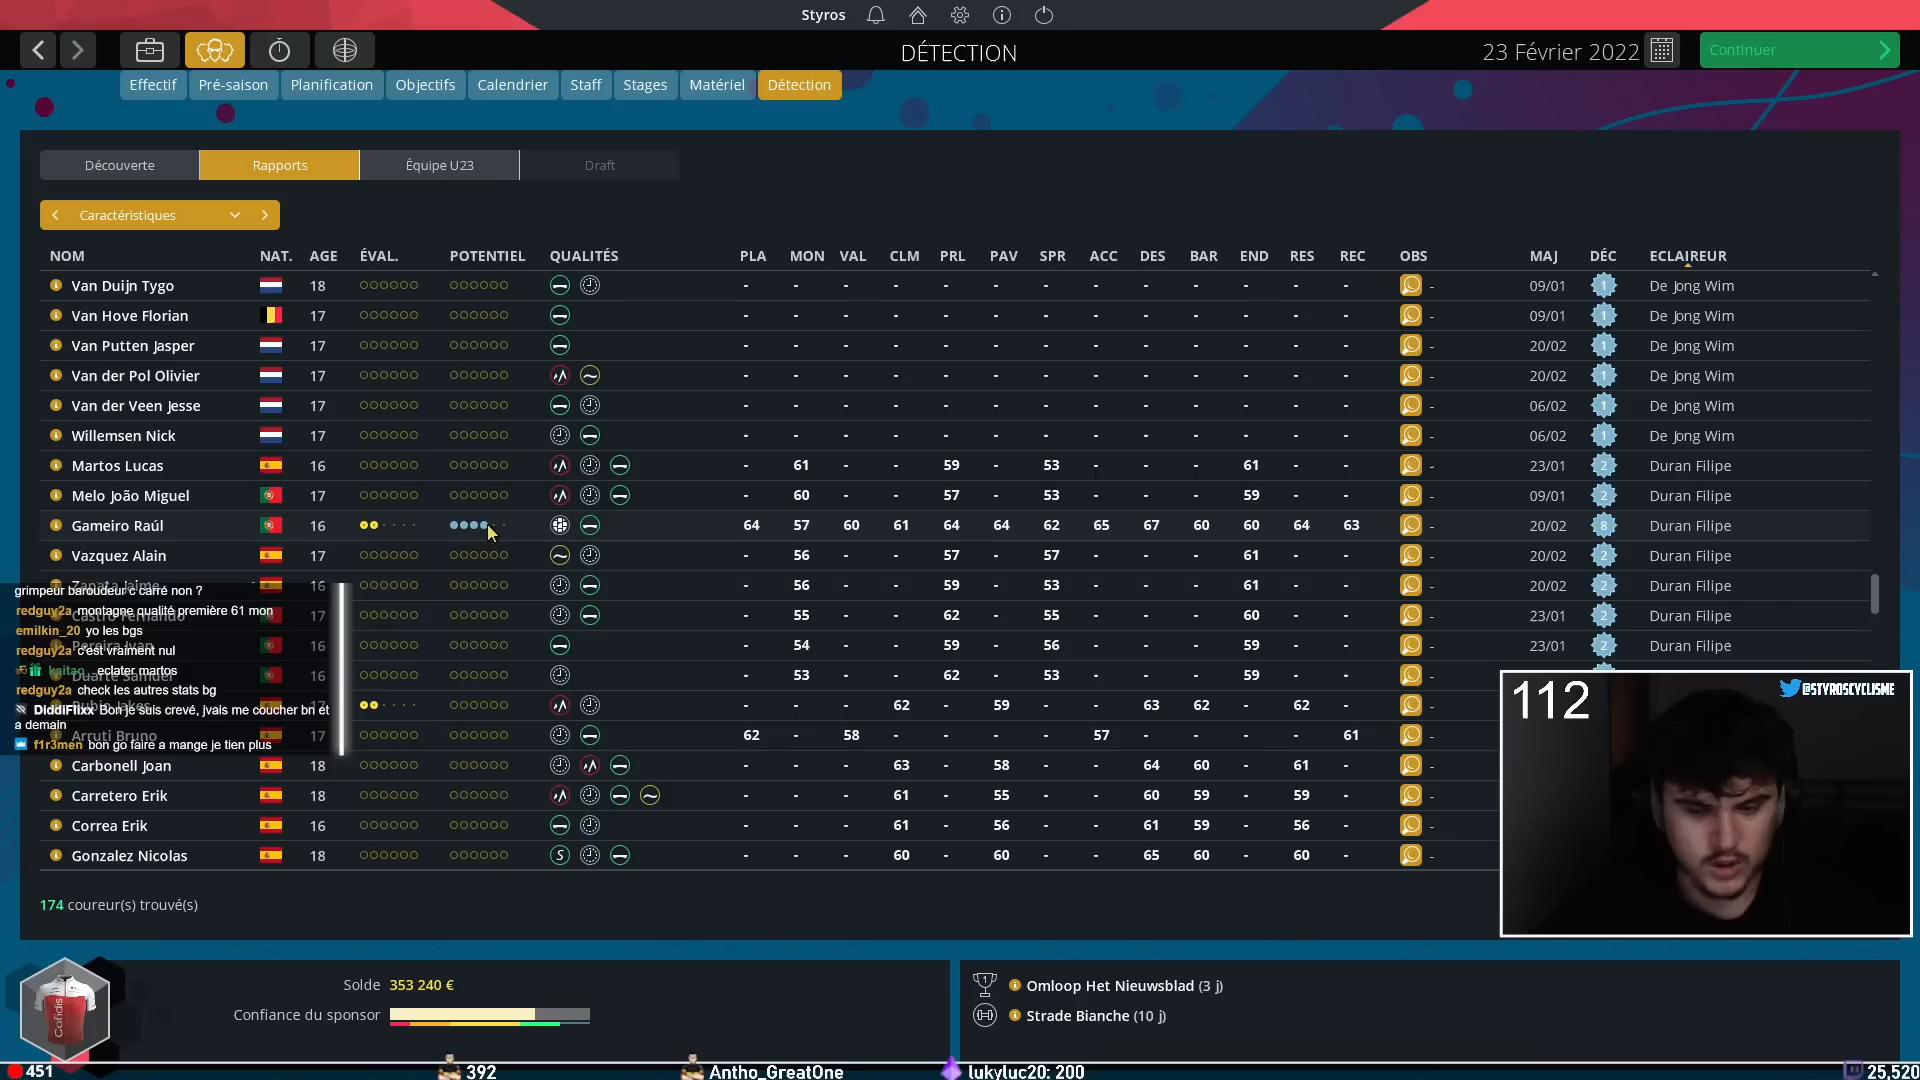 Styros
DÉTECTION
23 Février 2022
Continuer
Effectif Pré-saison Planification Objectifs Calendrier Staff Stages Matériel Détection
Découverte Rapports Équipe U23 Draft
Caractéristiques
NOM NAT. AGE ÉVAL. POTENTIEL QUALITÉS PLA MON VAL CLM PRL PAV SPR ACC DES BAR END RES REC OBS MAJ DÉC ECLAIREUR
Van Duijn Tygo 18 - - - - - - - - - - - - - - 09/01 1 De Jong Wim
Van Hove Florian 17 - - - - - - - - - - - - - - 09/01 1 De Jong Wim
Van Putten Jasper 17 - - - - - - - - - - - - - - 20/02 1 De Jong Wim
Van der Pol Olivier 17 - - - - - - - - - - - - - - 20/02 1 De Jong Wim
Van der Veen Jesse 17 - - - - - - - - - - - - - - 06/02 1 De Jong Wim
Willemsen Nick 17 - - - - - - - - - - - - - - 06/02 1 De Jong Wim
Martos Lucas 16 - 61 - - 59 - 53 - - - 61 - - - 23/01 2 Duran Filipe
Melo João Miguel 17 - 60 - - 57 - 53 - - - 59 - - - 09/01 2 Duran Filipe
Gameiro Raúl 16 64 57 60 61 64 64 62 65 67 60 60 64 63 - 20/02 8 Duran Filipe
Vazquez Alain 17 - 56 - - 57 - 57 - - - 61 - - - 20/02 2 Duran Filipe
Zapata Jaime 16 - 56 - - 59 - 53 - - - 61 - - - 20/02 2 Duran Filipe
Castro Fernando 17 - 55 - - 62 - 55 - - - 60 - - - 23/01 2 Duran Filipe
Pereira Ivan 16 - 54 - - 59 - 56 - - - 59 - - - 23/01 2 Duran Filipe
Duarte Samuel 16 - 53 - - 62 - 53 - - - 59 - - -
Rubio Jakes 17 - - - 62 - 59 - - 63 62 - 62 - -
Arruti Bruno 17 62 - 58 - - - - 57 - - - - 61 -
Carbonell Joan 18 - - - 63 - 58 - - 64 60 - 61 - -
Carretero Erik 18 - - - 61 - 55 - - 60 59 - 59 - -
Correa Erik 16 - - - 61 - 56 - - 61 59 - 56 - -
Gonzalez Nicolas 18 - - - 60 - 60 - - 65 60 - 60 - -
grimpeur baroudeur c carré non ?
redguy2a montagne qualité première 61 mon
emilkin_20 yo les bgs
redguy2a c'est vraiment nul
kaitao_ eclater martos
redguy2a check les autres stats bg
DiddiFlixx Bon je suis crevé, jvais me coucher bn et
a demain
f1r3men bon go faire a mange je tien plus
112
@STYROSCYCLISME
174 coureur(s) trouvé(s)
Cofidis
Solde 353 240 €
Confiance du sponsor
Omloop Het Nieuwsblad (3 j)
Strade Bianche (10 j)
451 392 Antho_GreatOne lukyluc20: 200 25,520